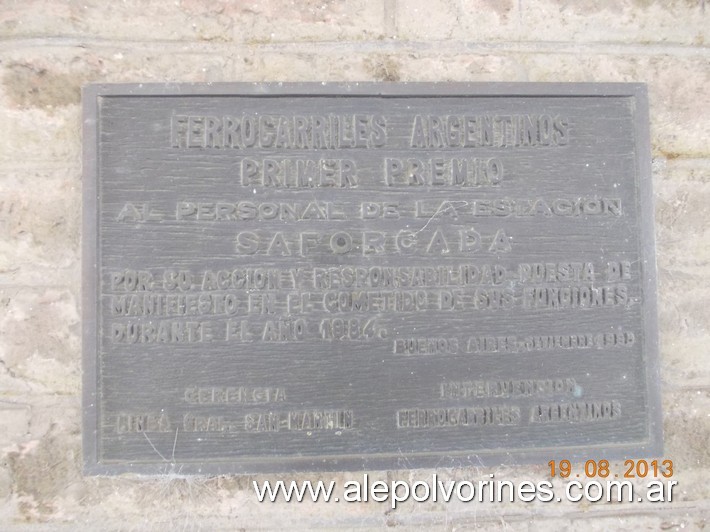 FERROCARRILES ARGENTINOS
PRIMER PREMIO
AL PERSONAL DE LA ESTACION
SAFORCADA
POR SU ACCION Y RESPONSABILIDAD PUESTA DE
MANIFIESTO EN EL COMETIDO DE SUS FUNCIONES,
DURANTE EL AÑO
BUENOS AIRES,
GERENCIA
LINEA GRAL. SAN MARTIN
FERROCARRILES ARGENTINOS
19.08.2013
www.alepolvorines.com.ar